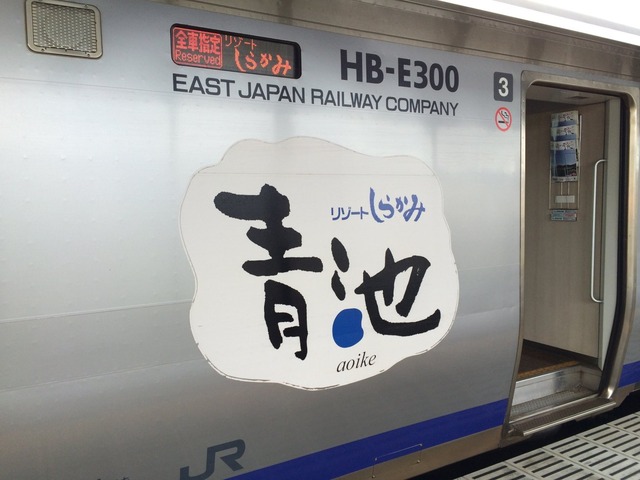 全車指定 リゾート
Reserved しらかみ
HB-E300
EAST JAPAN RAILWAY COMPANY
3
リゾートしらかみ
青池
aoike
JR